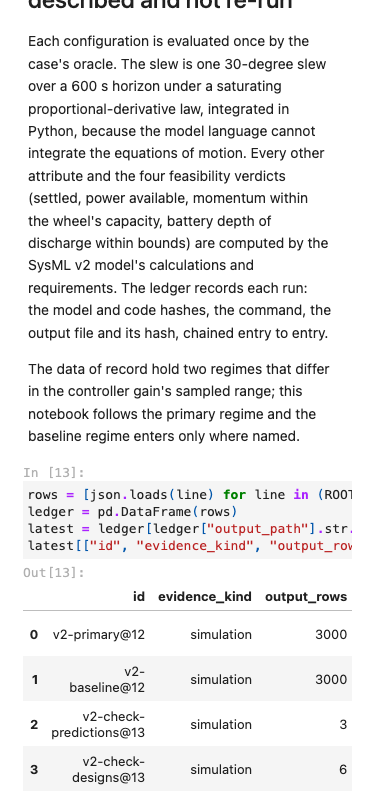 described and not re-run
Each configuration is evaluated once by the
case's oracle. The slew is one 30-degree slew
over a 600 s horizon under a saturating
proportional-derivative law, integrated in
Python, because the model language cannot
integrate the equations of motion. Every other
attribute and the four feasibility verdicts
(settled, power available, momentum within
the wheel's capacity, battery depth of
discharge within bounds) are computed by the
SysML v2 model's calculations and
requirements. The ledger records each run:
the model and code hashes, the command, the
output file and its hash, chained entry to entry.
The data of record hold two regimes that differ
in the controller gain's sampled range; this
notebook follows the primary regime and the
baseline regime enters only where named.
In [13]:
rows = [json.loads(line) for line in (ROOT
ledger = pd.DataFrame(rows)
latest = ledger[ledger["output_path"].str.
latest[["id", "evidence_kind", "output_row
Out[13]:
id evidence_kind output_rows
0 v2-primary@12 simulation 3000
1 v2-baseline@12 simulation 3000
2 v2-check-predictions@13 simulation 3
3 v2-check-designs@13 simulation 6